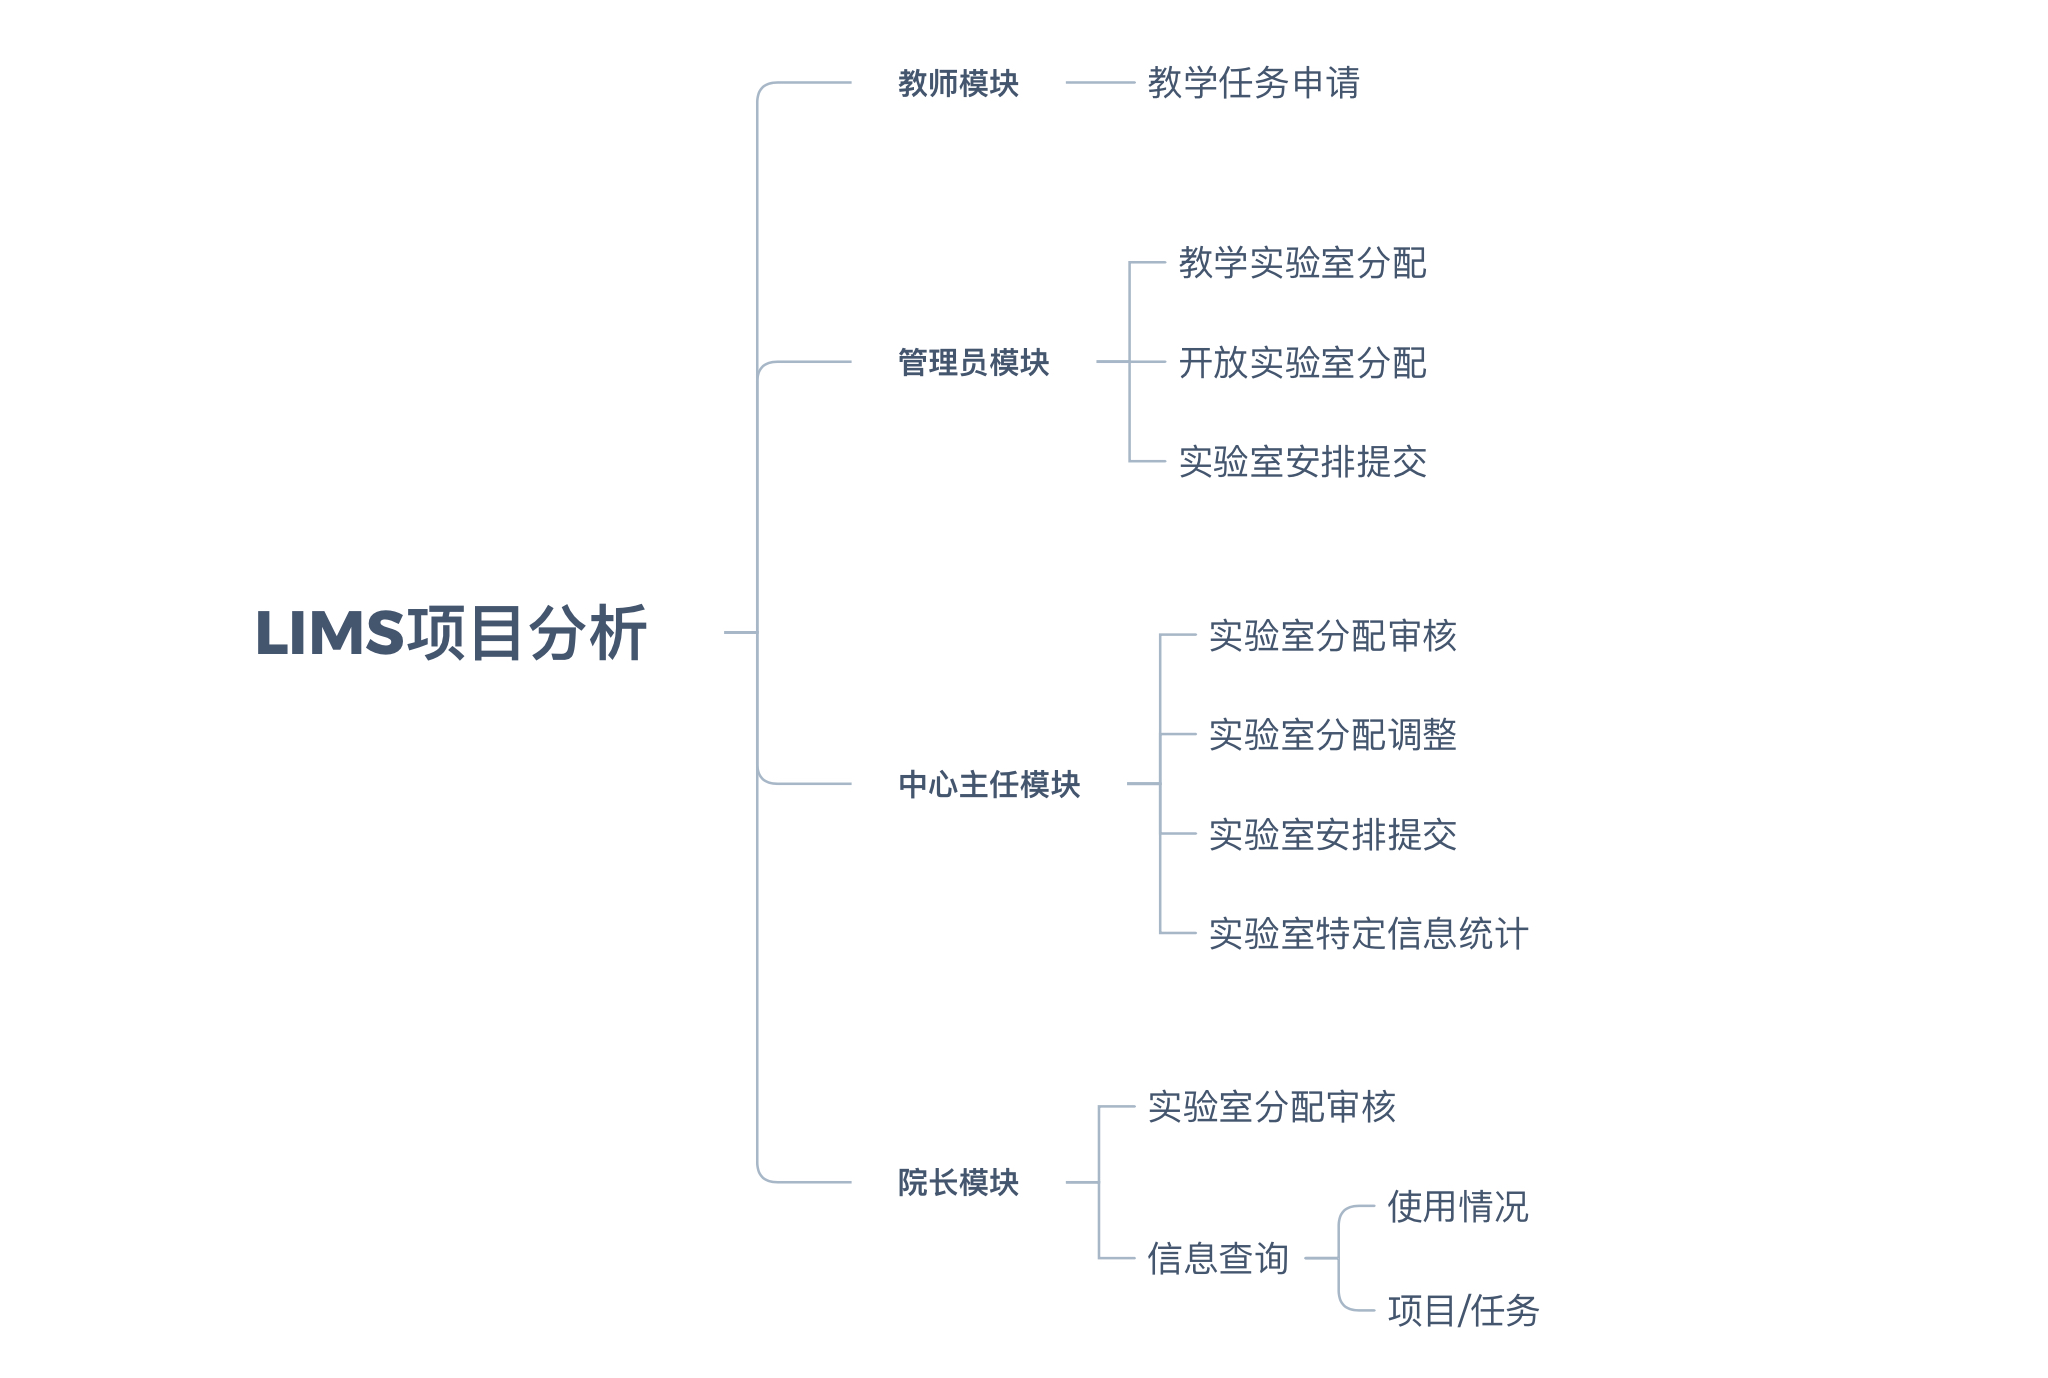 LIMS项目分析
教师模块
教学任务申请
管理员模块
教学实验室分配
开放实验室分配
实验室安排提交
中心主任模块
实验室分配审核
实验室分配调整
实验室安排提交
实验室特定信息统计
院长模块
实验室分配审核
信息查询
使用情况
项目/任务